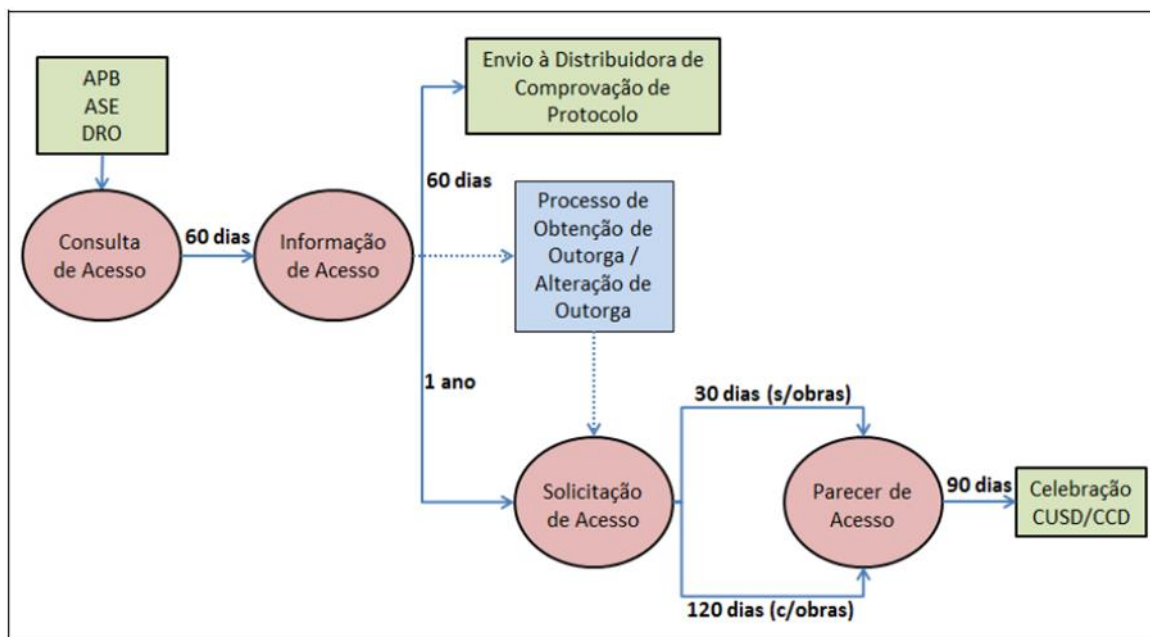 APB
ASE
DRO
Consulta
de Acesso
60 dias
Informação
de Acesso
60 dias
Envio à Distribuidora de
Comprovação de
Protocolo
Processo de
Obtenção de
Outorga /
Alteração de
Outorga
1 ano
Solicitação
de Acesso
30 dias (s/obras)
120 dias (c/obras)
Parecer de
Acesso
90 dias
Celebração
CUSD/CCD